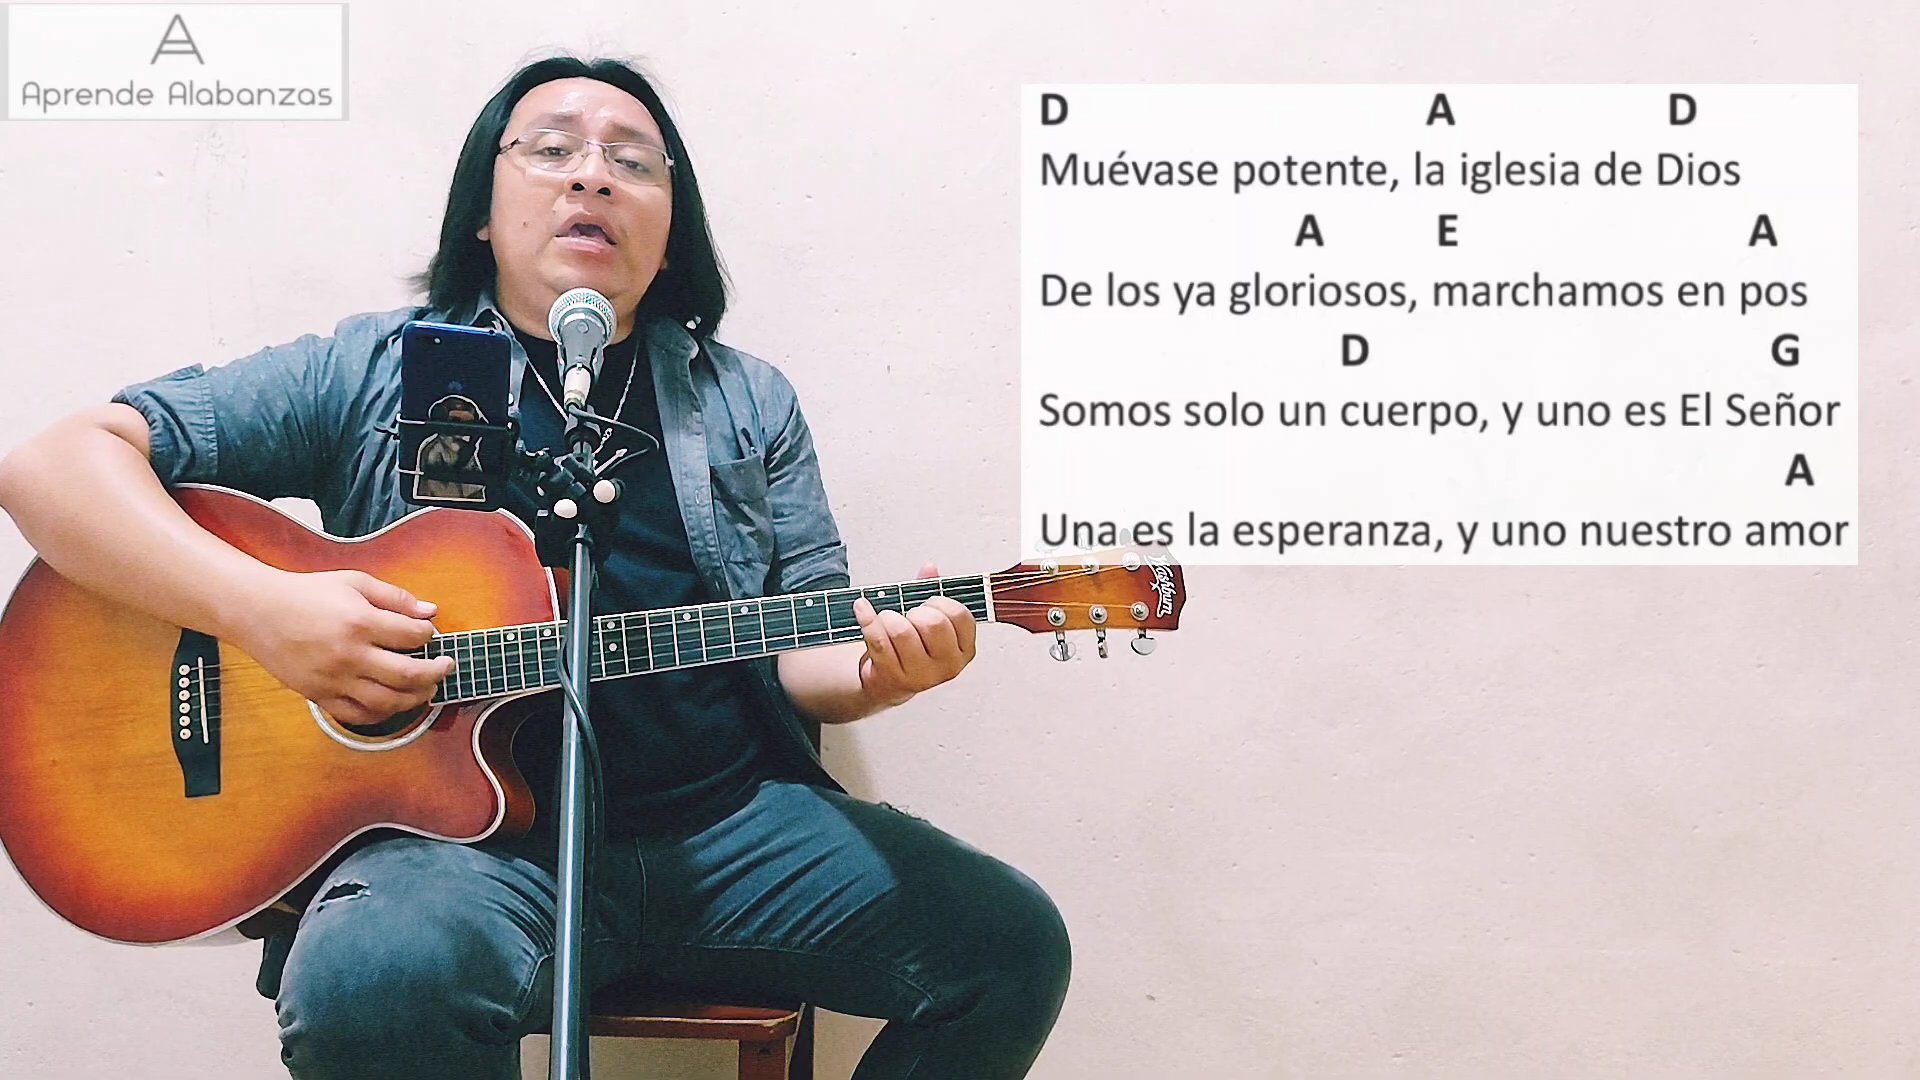 A
Aprende Alabanzas
D A D
Muévase potente, la iglesia de Dios
A E A
De los ya gloriosos, marchamos en pos
D G
Somos solo un cuerpo, y uno es El Señor
A
Una es la esperanza, y uno nuestro amor
Washburn